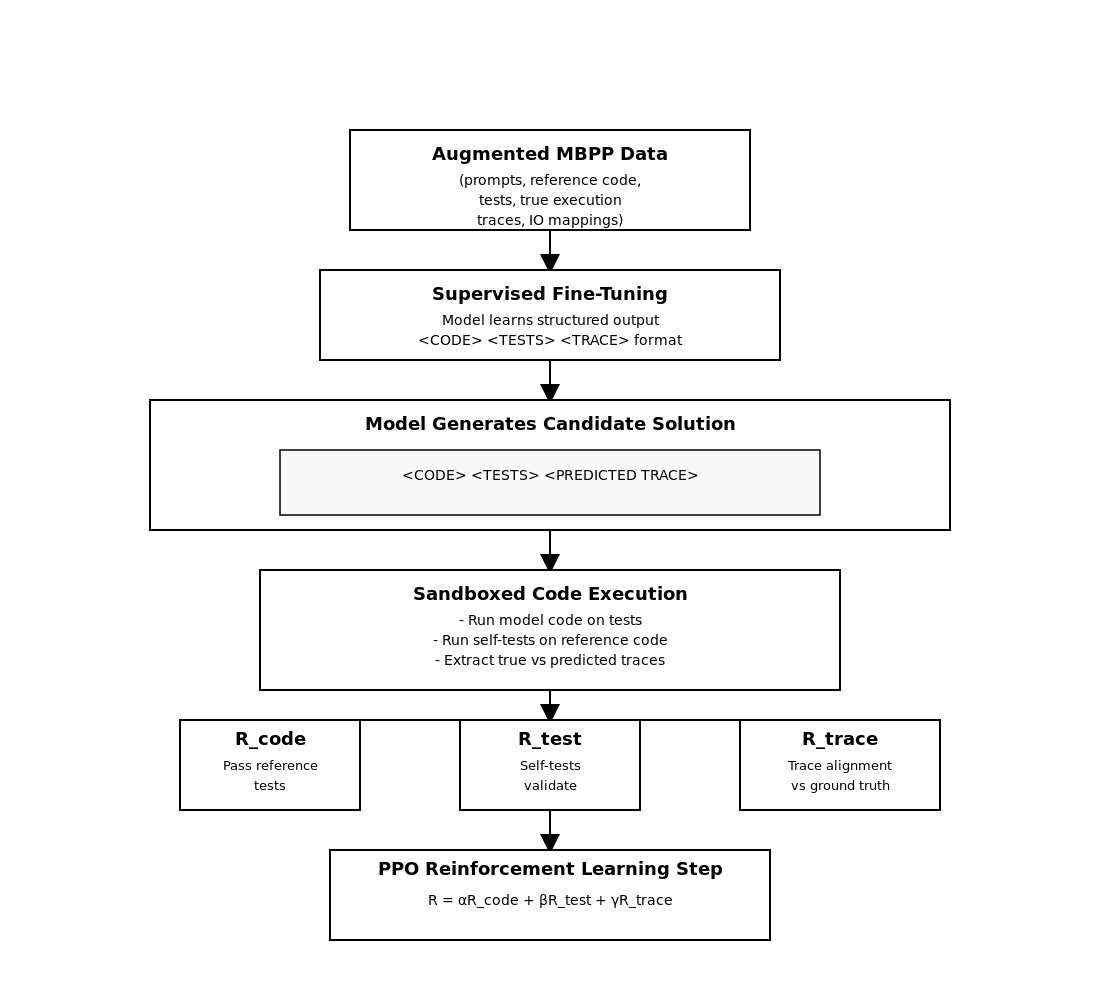 Augmented MBPP Data
(prompts, reference code,
tests, true execution
traces, IO mappings)
Supervised Fine-Tuning
Model learns structured output
<CODE> <TESTS> <TRACE> format
Model Generates Candidate Solution
<CODE> <TESTS> <PREDICTED TRACE>
Sandboxed Code Execution
- Run model code on tests
- Run self-tests on reference code
- Extract true vs predicted traces
R_code
Pass reference
tests
R_test
Self-tests
validate
R_trace
Trace alignment
vs ground truth
PPO Reinforcement Learning Step
R = αR_code + βR_test + γR_trace